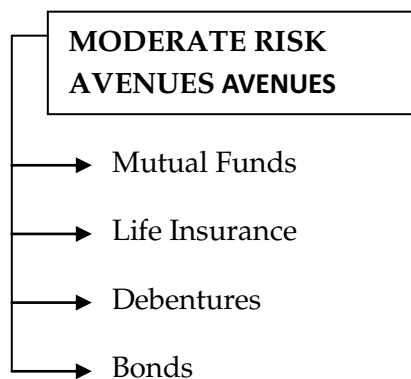 MODERATE RISK
AVENUES AVENUES
Mutual Funds
Life Insurance
Debentures
Bonds